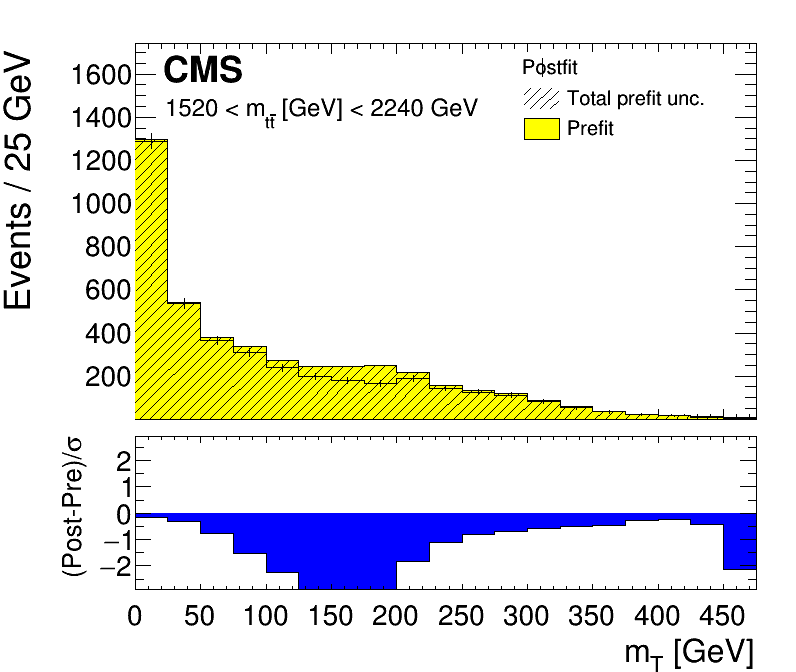 CMS
1520 < m_tt̄ [GeV] < 2240 GeV
Postfit
Total prefit unc.
Prefit
Events / 25 GeV
1600
1400
1200
1000
800
600
400
200
(Post-Pre)/σ
2
1
0
−1
−2
0 50 100 150 200 250 300 350 400 450
m_T [GeV]